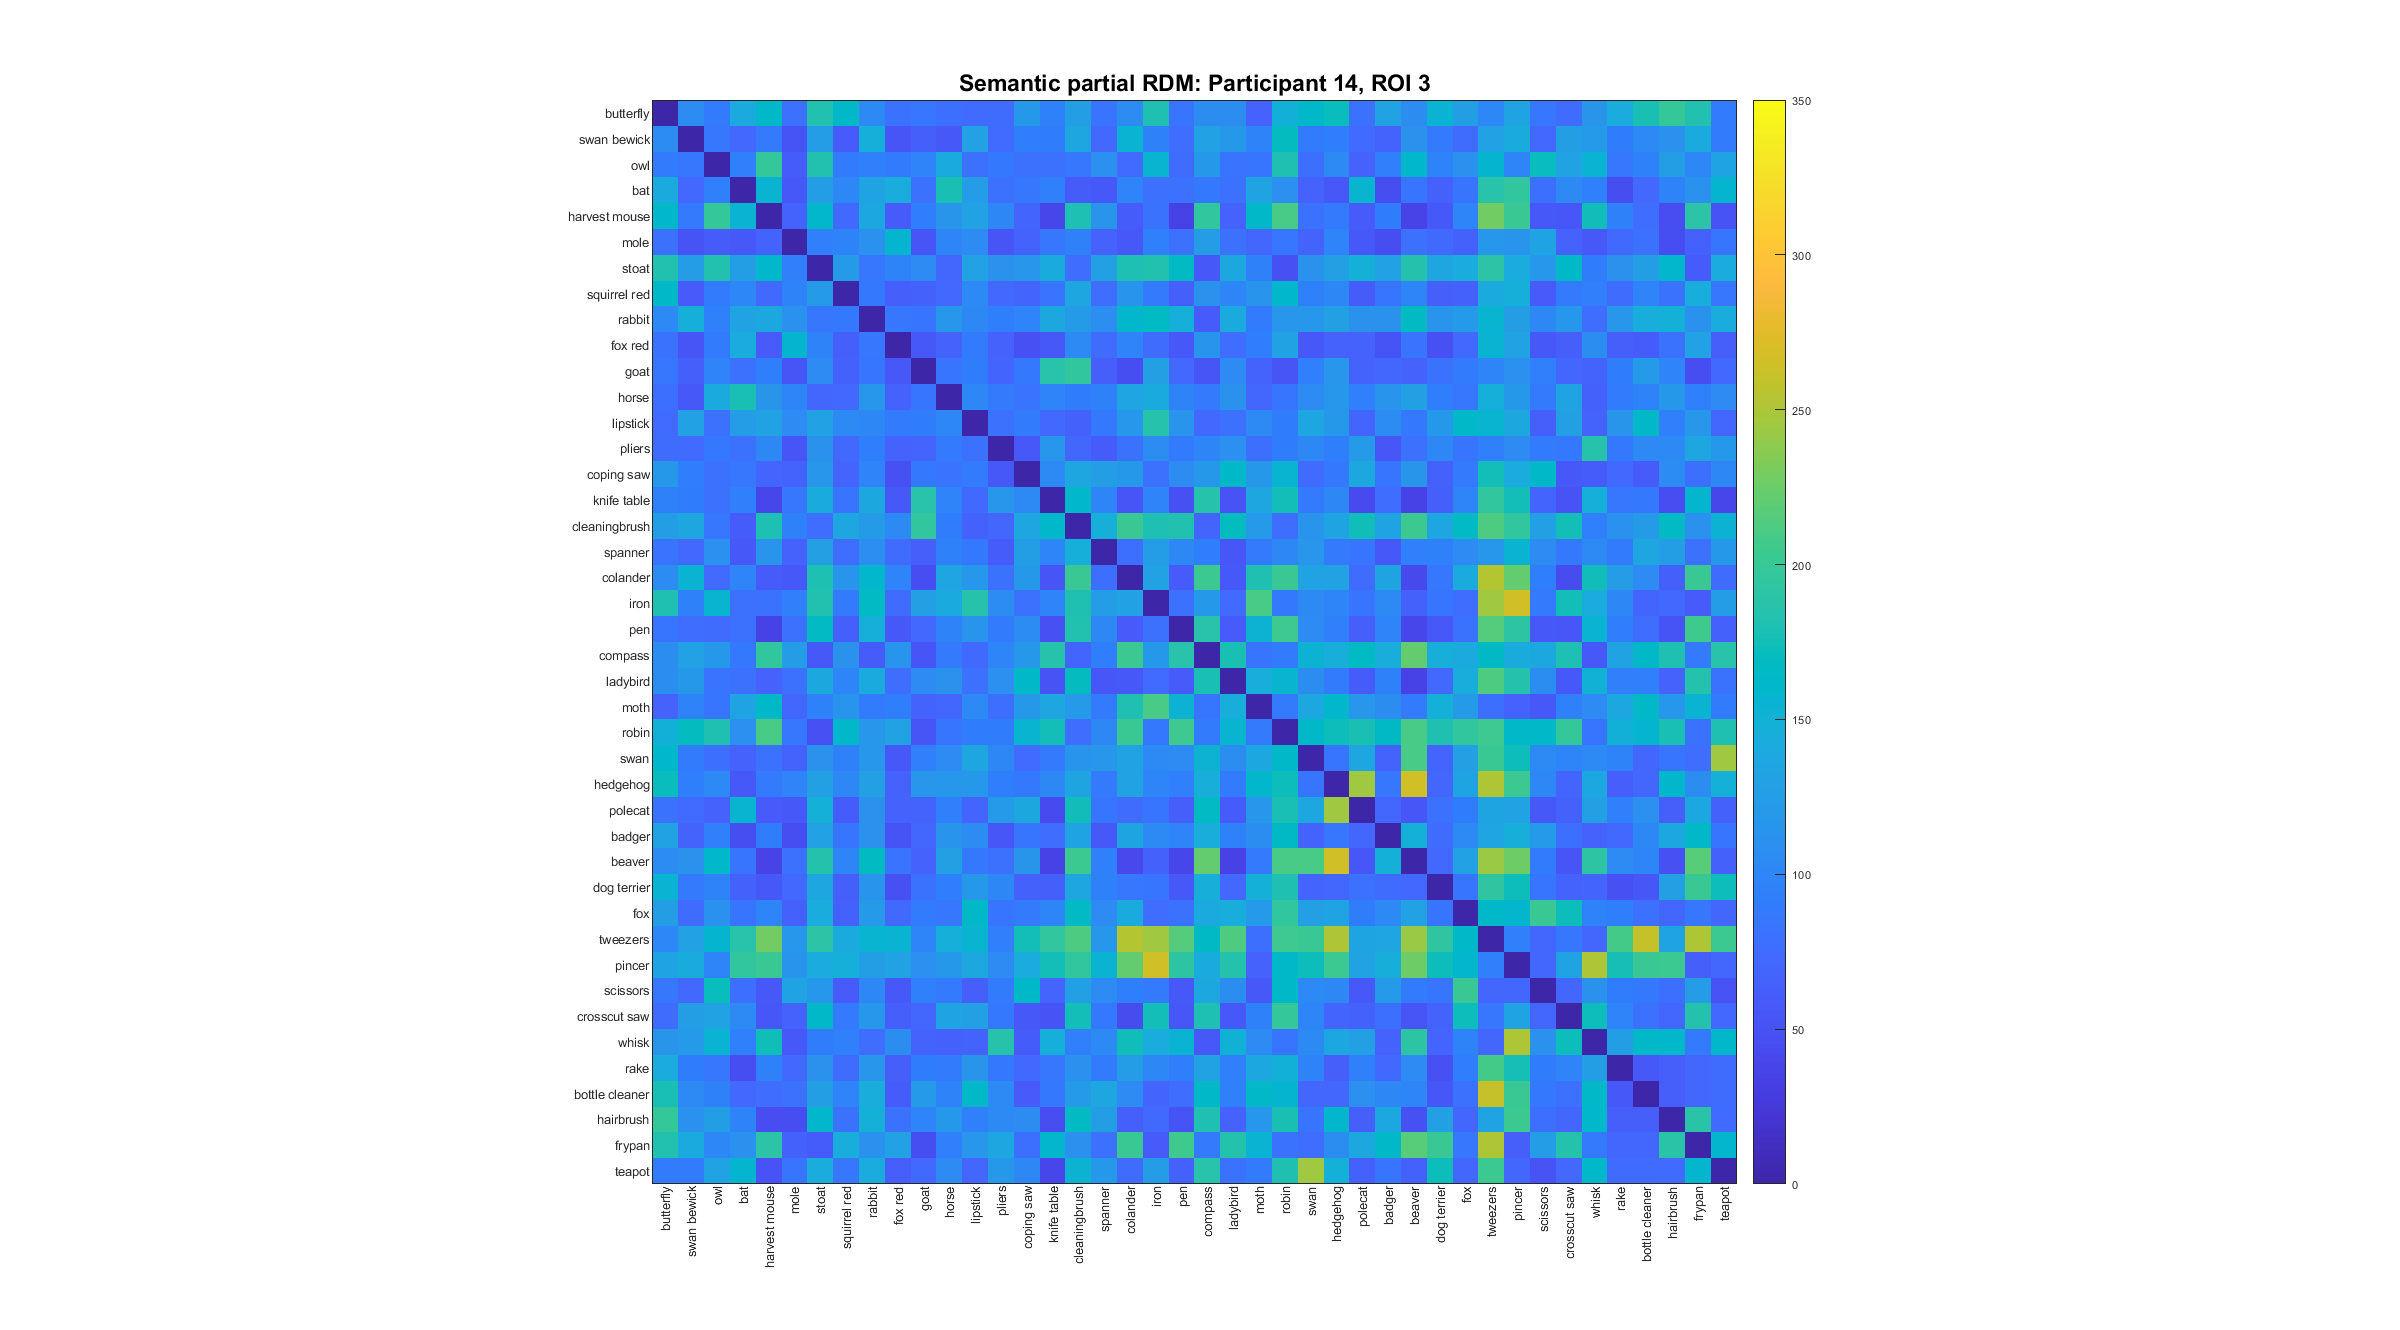 Semantic partial RDM: Participant 14, ROI 3
butterfly
swan bewick
owl
bat
harvest mouse
mole
stoat
squirrel red
rabbit
fox red
goat
horse
lipstick
pliers
coping saw
knife table
cleaningbrush
spanner
colander
iron
pen
compass
ladybird
moth
robin
swan
hedgehog
polecat
badger
beaver
dog terrier
fox
tweezers
pincer
scissors
crosscut saw
whisk
rake
bottle cleaner
hairbrush
frypan
teapot
butterfly
swan bewick
owl
bat
harvest mouse
mole
stoat
squirrel red
rabbit
fox red
goat
horse
lipstick
pliers
coping saw
knife table
cleaningbrush
spanner
colander
iron
pen
compass
ladybird
moth
robin
swan
hedgehog
polecat
badger
beaver
dog terrier
fox
tweezers
pincer
scissors
crosscut saw
whisk
rake
bottle cleaner
hairbrush
frypan
teapot
350
300
250
200
150
100
50
0